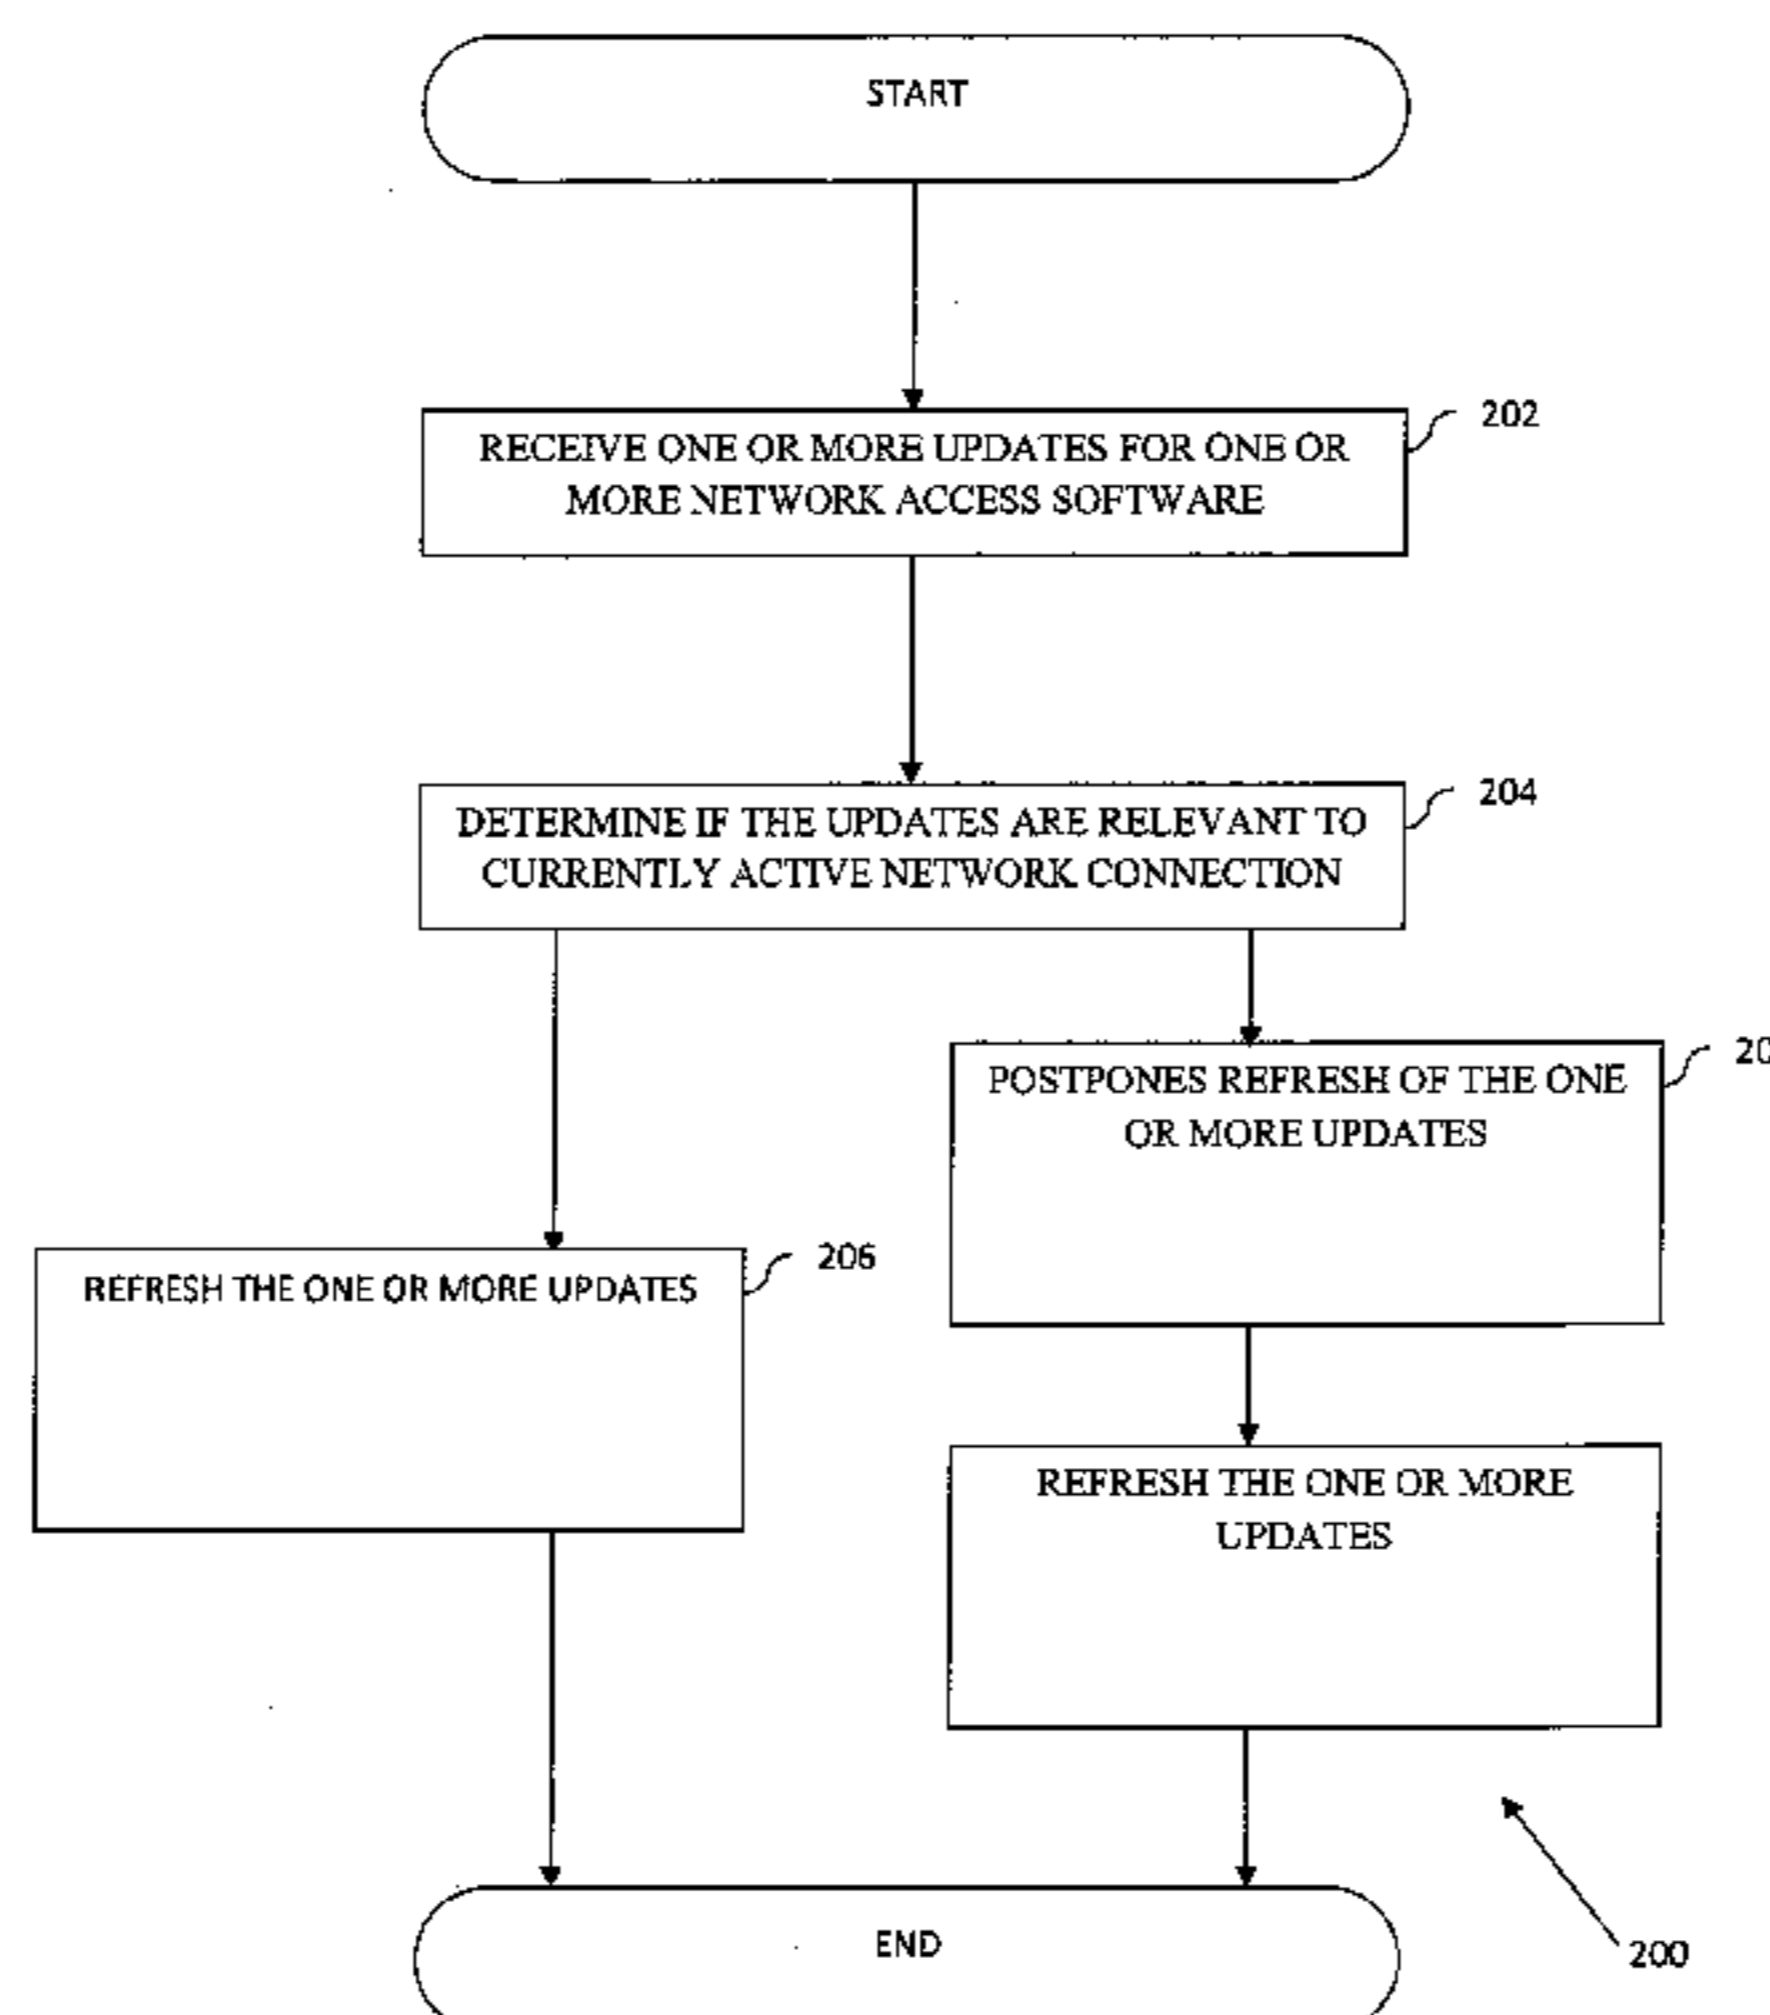 START
202
RECEIVE ONE OR MORE UPDATES FOR ONE OR
MORE NETWORK ACCESS SOFTWARE
204
DETERMINE IF THE UPDATES ARE RELEVANT TO
CURRENTLY ACTIVE NETWORK CONNECTION
POSTPONES REFRESH OF THE ONE
OR MORE UPDATES
206
REFRESH THE ONE OR MORE UPDATES
REFRESH THE ONE OR MORE
UPDATES
END
200